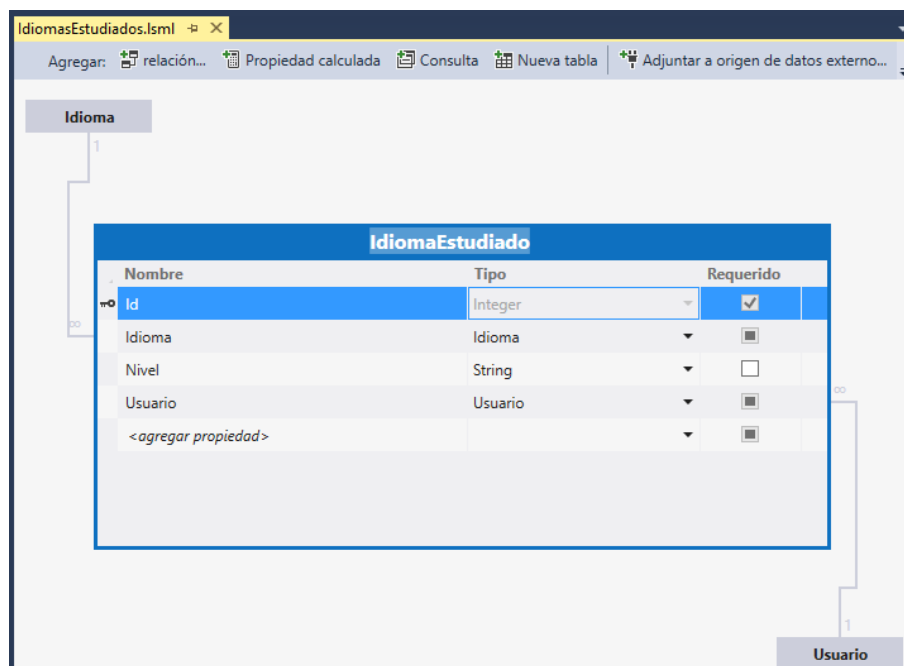 IdiomasEstudiados.lsml
Agregar: relación... Propiedad calculada Consulta Nueva tabla Adjuntar a origen de datos externo...
Idioma
1
IdiomaEstudiado
Nombre Tipo Requerido
Id Integer
∞
Idioma Idioma
Nivel String
∞
Usuario Usuario
<agregar propiedad>
1
Usuario